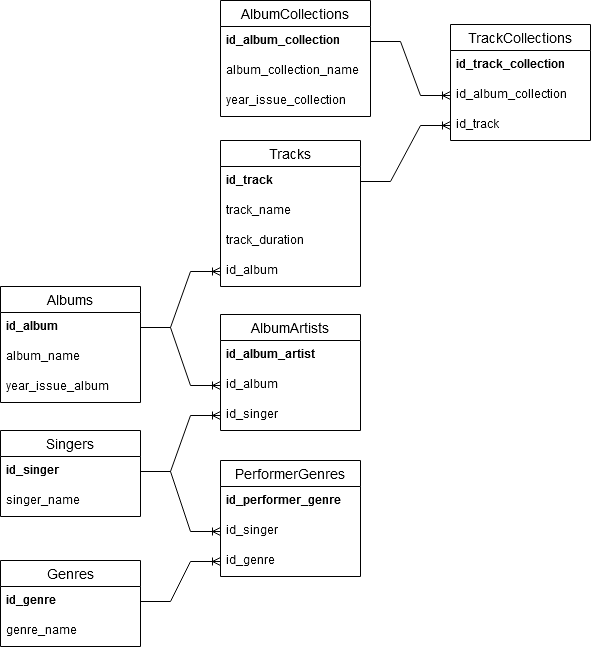 AlbumCollections
id_album_collection
album_collection_name
year_issue_collection
TrackCollections
id_track_collection
id_album_collection
id_track
Tracks
id_track
track_name
track_duration
id_album
Albums
id_album
album_name
year_issue_album
AlbumArtists
id_album_artist
id_album
id_singer
Singers
id_singer
singer_name
PerformerGenres
id_performer_genre
id_singer
id_genre
Genres
id_genre
genre_name